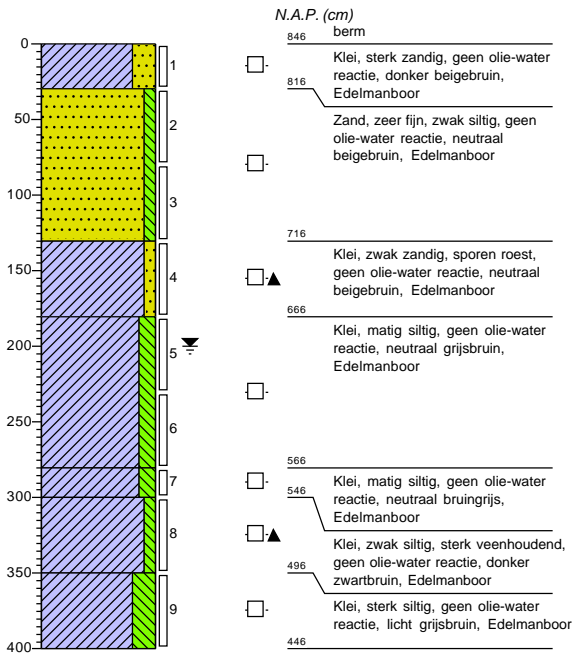 N.A.P. (cm)
846 berm
Klei, sterk zandig, geen olie-water
reactie, donker beigebruin,
Edelmanboor
816
Zand, zeer fijn, zwak siltig, geen
olie-water reactie, neutraal
beigebruin, Edelmanboor
716
Klei, zwak zandig, sporen roest,
geen olie-water reactie, neutraal
beigebruin, Edelmanboor
666
Klei, matig siltig, geen olie-water
reactie, neutraal grijsbruin,
Edelmanboor
566
Klei, matig siltig, geen olie-water
reactie, neutraal bruingrijs,
Edelmanboor
546
Klei, zwak siltig, sterk veenhoudend,
geen olie-water reactie, donker
zwartbruin, Edelmanboor
496
Klei, sterk siltig, geen olie-water
reactie, licht grijsbruin, Edelmanboor
446
0
50
100
150
200
250
300
350
400
1
2
3
4
5
6
7
8
9